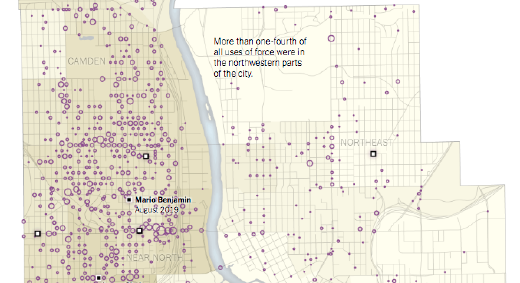 More than one-fourth of
all uses of force were in
the northwestern parts
of the city.
CAMDEN
NORTHEAST
Mario Benjamin
August 2019
NEAR NORTH